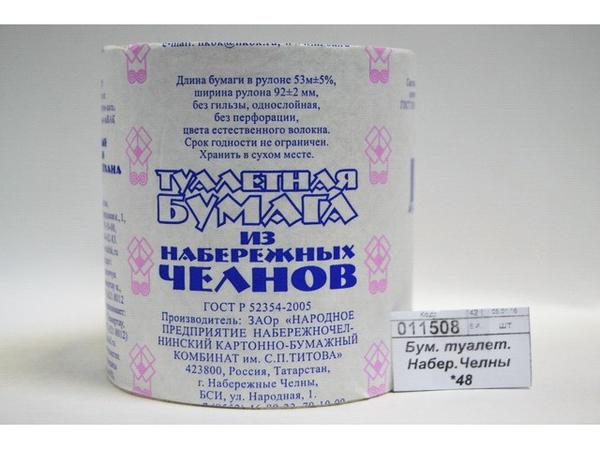 Длина бумаги в рулоне 53м±5%,
ширина рулона 92±2 мм,
без гильзы, однослойная,
без перфорации,
цвета естественного волокна.
Срок годности не ограничен.
Хранить в сухом месте.
ТУАЛЕТНАЯ
БУМАГА
ИЗ
НАБЕРЕЖНЫХ
ЧЕЛНОВ
ГОСТ Р 52354-2005
Производитель: ЗАОр «НАРОДНОЕ
ПРЕДПРИЯТИЕ НАБЕРЕЖНОЧЕЛ-
НИНСКИЙ КАРТОННО-БУМАЖНЫЙ
КОМБИНАТ им. С.П.ТИТОВА»
423800, Россия, Татарстан,
г. Набережные Челны,
БСИ, ул. Народная, 1.
Код:
011508
шт
Бум. туалет.
Набер.Челны
*48